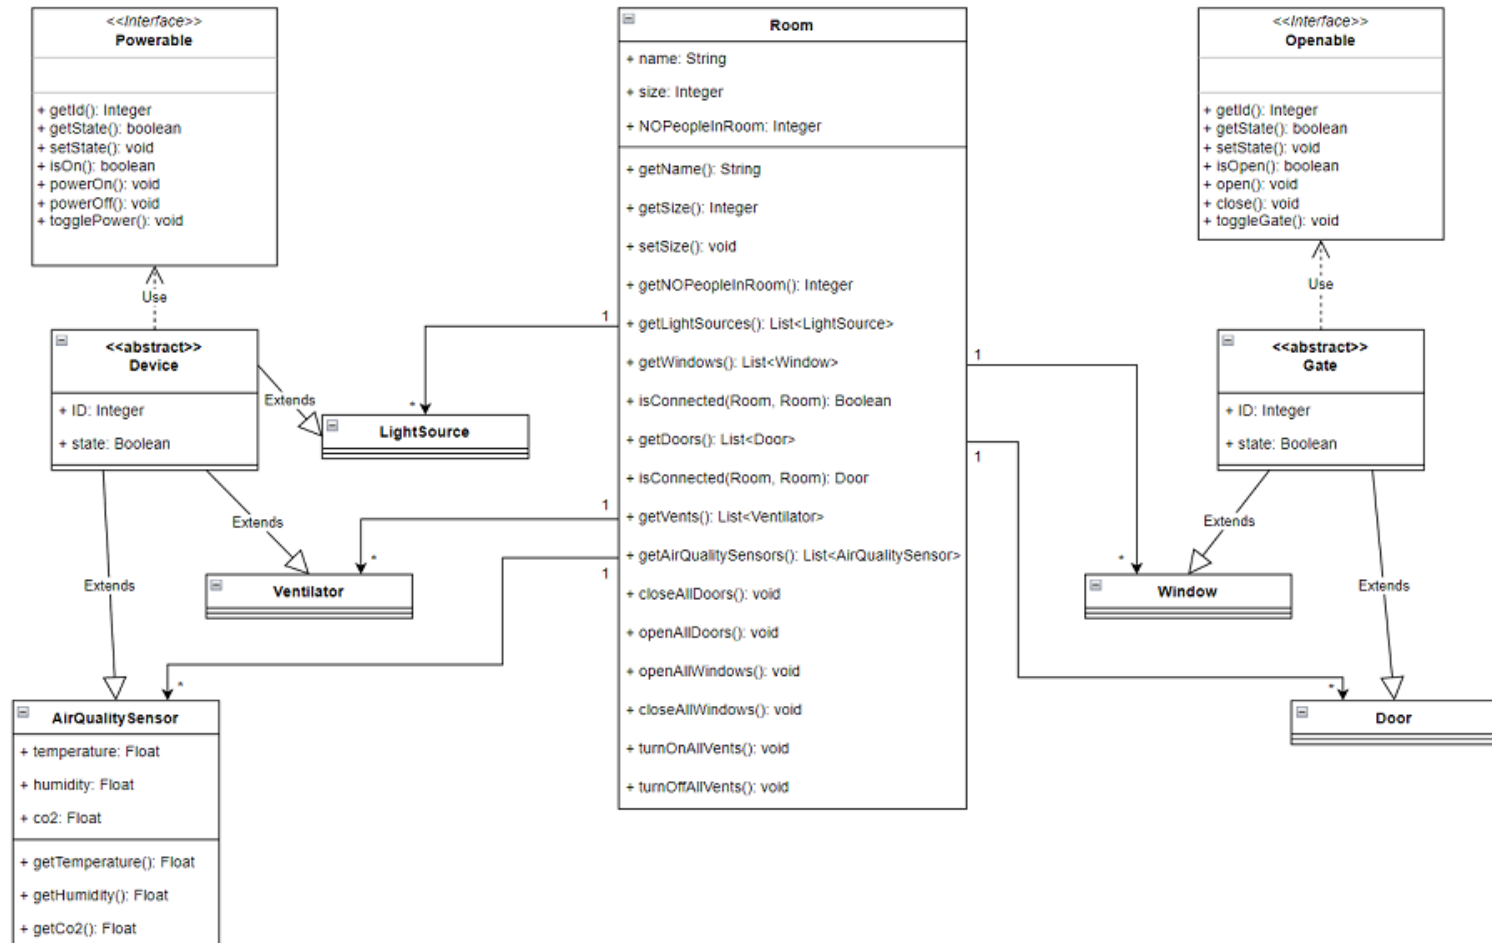 <<Interface>>
Powerable
+ getId(): Integer
+ getState(): boolean
+ setState(): void
+ isOn(): boolean
+ powerOn(): void
+ powerOff(): void
+ togglePower(): void
Use
<<abstract>>
Device
+ ID: Integer
+ state: Boolean
Extends
Extends
Extends
LightSource
Ventilator
AirQualitySensor
+ temperature: Float
+ humidity: Float
+ co2: Float
+ getTemperature(): Float
+ getHumidity(): Float
+ getCo2(): Float
1
*
1
*
1
*
Room
+ name: String
+ size: Integer
+ NOPeopleInRoom: Integer
+ getName(): String
+ getSize(): Integer
+ setSize(): void
+ getNOPeopleInRoom(): Integer
+ getLightSources(): List<LightSource>
+ getWindows(): List<Window>
+ isConnected(Room, Room): Boolean
+ getDoors(): List<Door>
+ isConnected(Room, Room): Door
+ getVents(): List<Ventilator>
+ getAirQualitySensors(): List<AirQualitySensor>
+ closeAllDoors(): void
+ openAllDoors(): void
+ openAllWindows(): void
+ closeAllWindows(): void
+ turnOnAllVents(): void
+ turnOffAllVents(): void
1
*
1
*
<<Interface>>
Openable
+ getId(): Integer
+ getState(): boolean
+ setState(): void
+ isOpen(): boolean
+ open(): void
+ close(): void
+ toggleGate(): void
Use
<<abstract>>
Gate
+ ID: Integer
+ state: Boolean
Extends
Extends
Window
Door